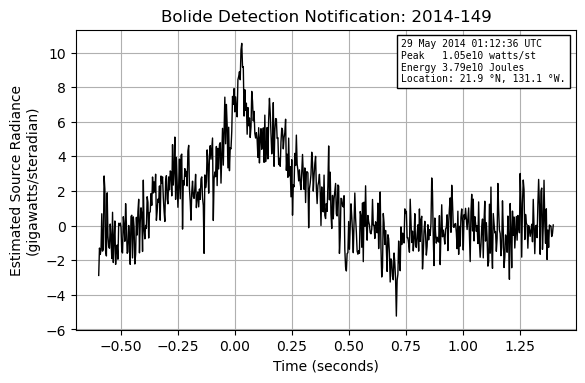 Bolide Detection Notification: 2014-149
29 May 2014 01:12:36 UTC
Peak   1.05e10 watts/st
Energy 3.79e10 Joules
Location: 21.9 °N, 131.1 °W.
Estimated Source Radiance
(gigawatts/steradian)
10
8
6
4
2
0
−2
−4
−6
−0.50 −0.25 0.00 0.25 0.50 0.75 1.00 1.25
Time (seconds)